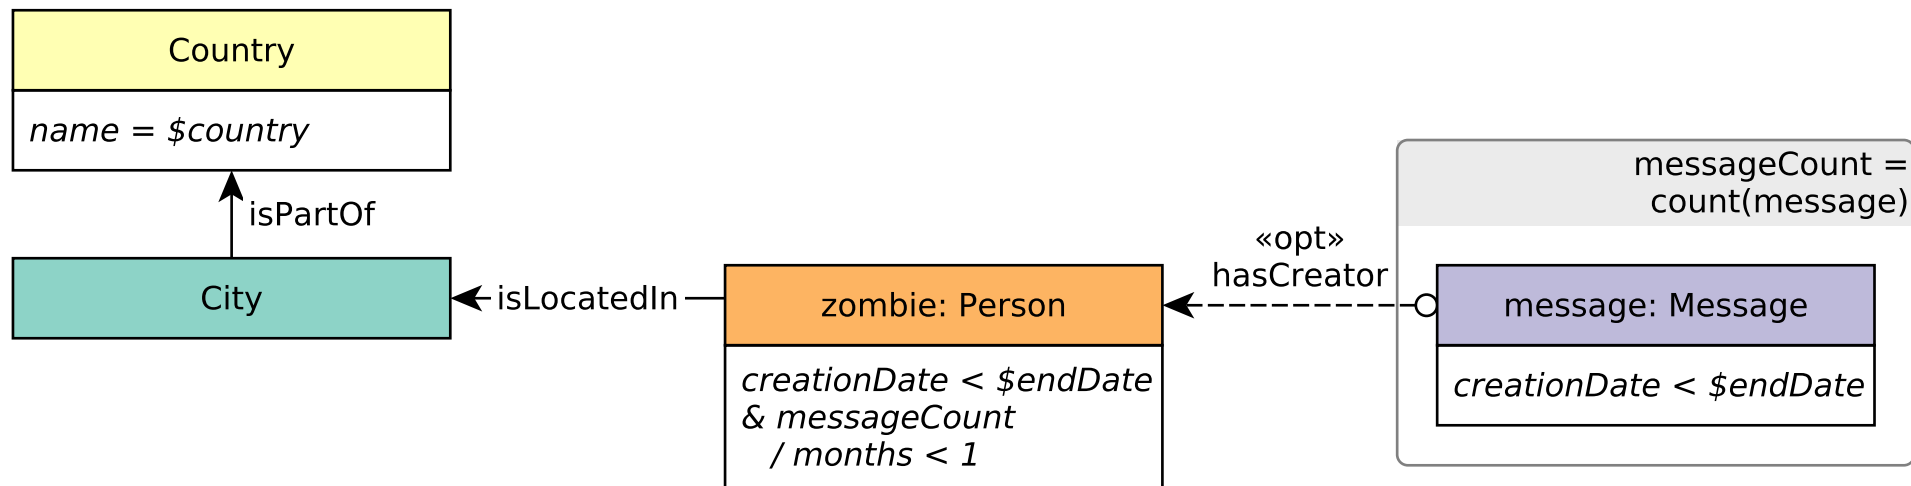 Country
name = $country
isPartOf
City
isLocatedIn
zombie: Person
creationDate < $endDate
& messageCount
/ months < 1
«opt»
hasCreator
messageCount =
count(message)
message: Message
creationDate < $endDate